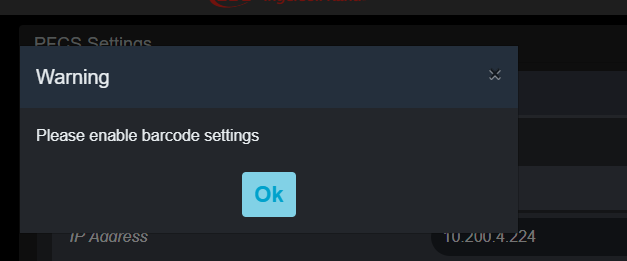 PFCS Settings
Warning
×
Please enable barcode settings
Ok
IP Address
10.200.4.224